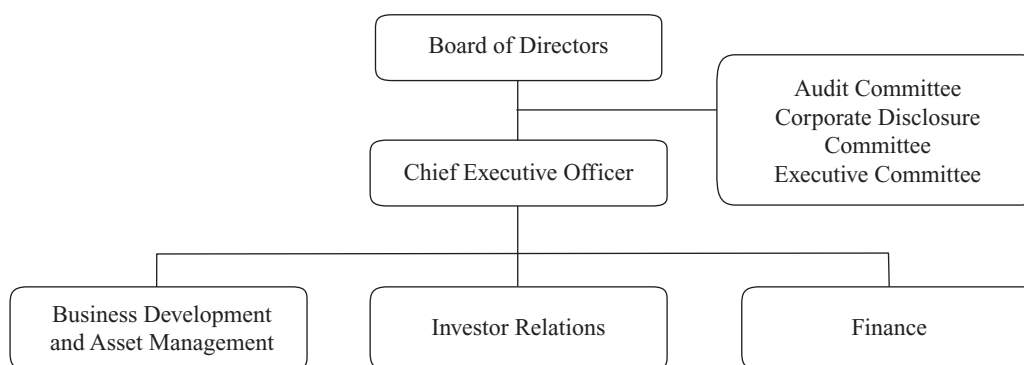 Board of Directors
Audit Committee
Corporate Disclosure
Committee
Executive Committee
Chief Executive Officer
Business Development
and Asset Management
Investor Relations
Finance